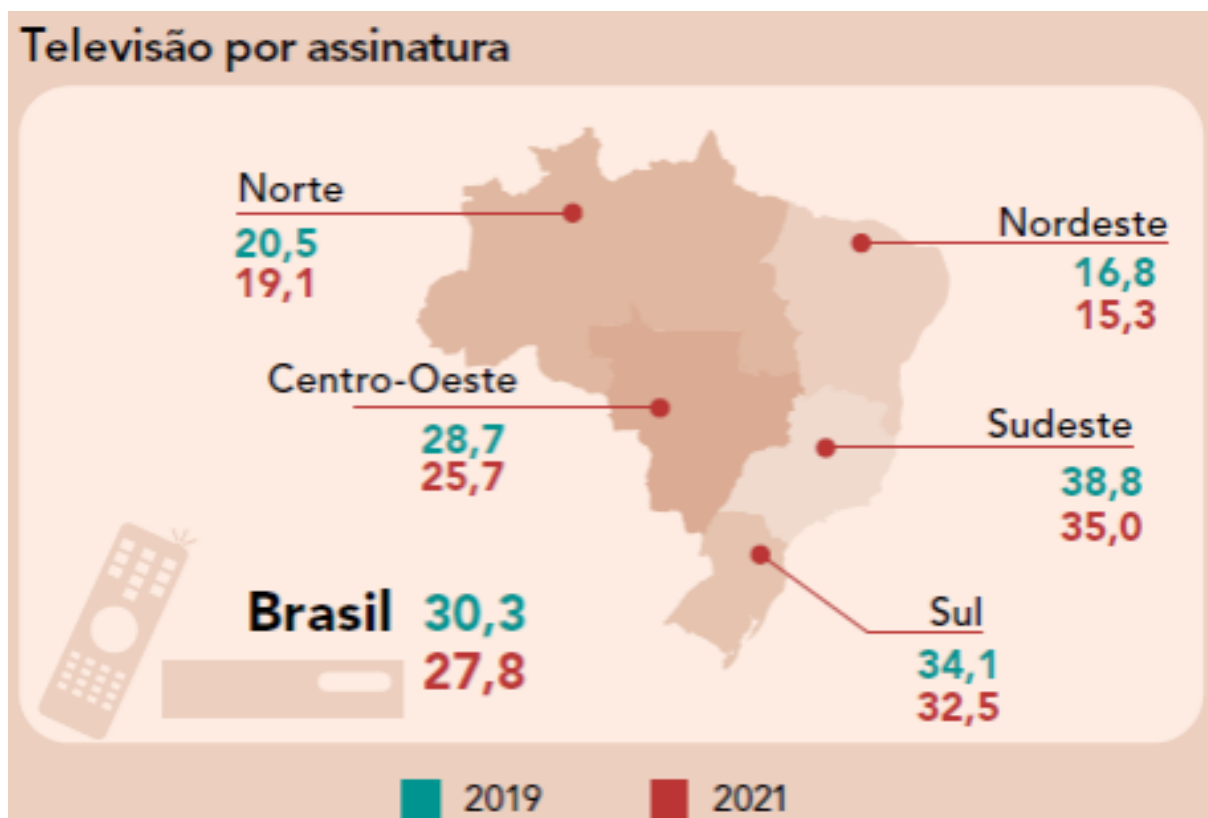 Televisão por assinatura
Norte
20,5
19,1
Nordeste
16,8
15,3
Centro-Oeste
28,7
25,7
Sudeste
38,8
35,0
Brasil 30,3
27,8
Sul
34,1
32,5
2019 2021